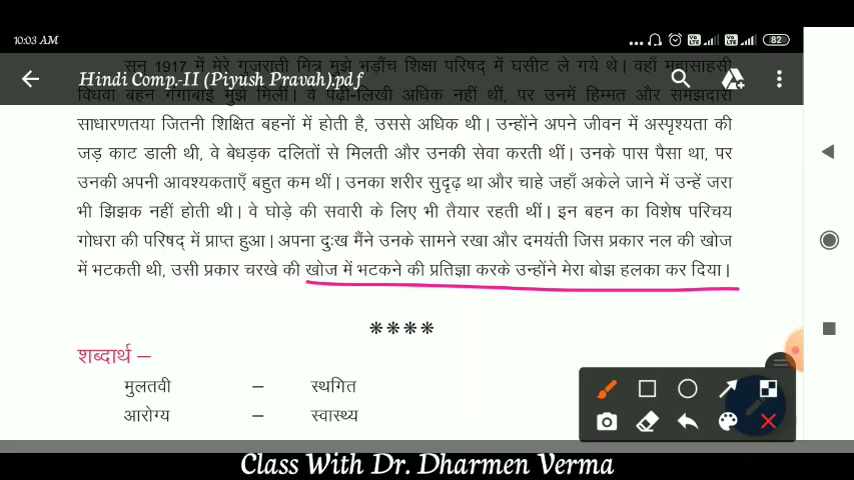 10:03 AM
82
Hindi Comp.-II (Piyush Pravah).pdf
सन् 1917 में मेरे गुजराती मित्र मुझे भड़ौंच शिक्षा परिषद् में घसीट ले गये थे। वहाँ महासाहसी
विधवा बहन गंगाबाई मुझे मिलीं। वे पढ़ी-लिखी अधिक नहीं थीं, पर उनमें हिम्मत और समझदारी
साधारणतया जितनी शिक्षित बहनों में होती है, उससे अधिक थी। उन्होंने अपने जीवन में अस्पृश्यता की
जड़ काट डाली थी, वे बेधड़क दलितों से मिलती और उनकी सेवा करती थीं। उनके पास पैसा था, पर
उनकी अपनी आवश्यकताएँ बहुत कम थीं। उनका शरीर सुदृढ़ था और चाहे जहाँ अकेले जाने में उन्हें जरा
भी झिझक नहीं होती थी। वे घोड़े की सवारी के लिए भी तैयार रहती थीं। इन बहन का विशेष परिचय
गोधरा की परिषद् में प्राप्त हुआ। अपना दुःख मैंने उनके सामने रखा और दमयंती जिस प्रकार नल की खोज
में भटकती थी, उसी प्रकार चरखे की खोज में भटकने की प्रतिज्ञा करके उन्होंने मेरा बोझ हलका कर दिया।
****
शब्दार्थ –
मुलतवी – स्थगित
आरोग्य – स्वास्थ्य
Class With Dr. Dharmen Verma